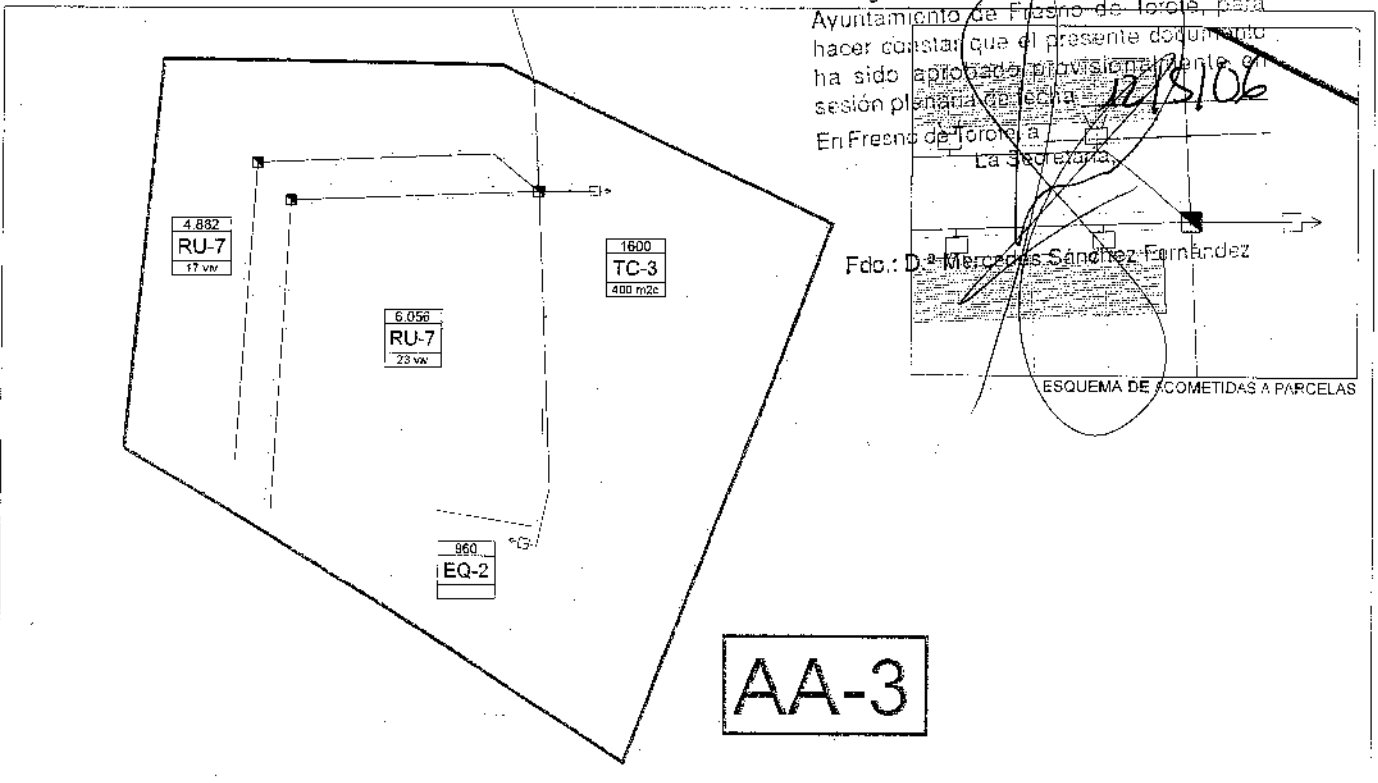 Ayuntamiento de Fresno de Torote, para
hacer constar que el presente documento
ha sido aprobado provisionalmente en
sesión plenaria de fecha
En Fresno de Torote, a
La Secretaria,
Fdo.: D.ª Mercedes Sánchez Fernández
ESQUEMA DE ACOMETIDAS A PARCELAS
4.882
RU-7
17 viv
6.056
RU-7
23 viv
1600
TC-3
400 m2c
960
EQ-2
AA-3